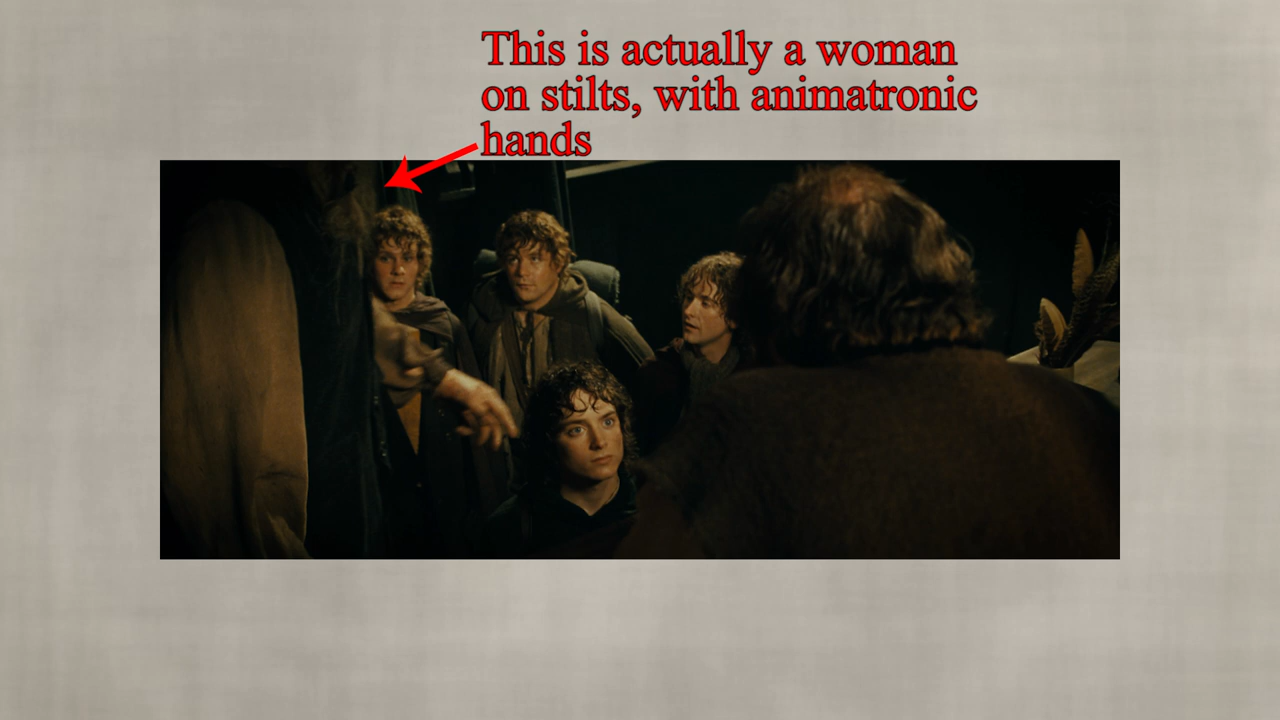 This is actually a woman
on stilts, with animatronic
hands